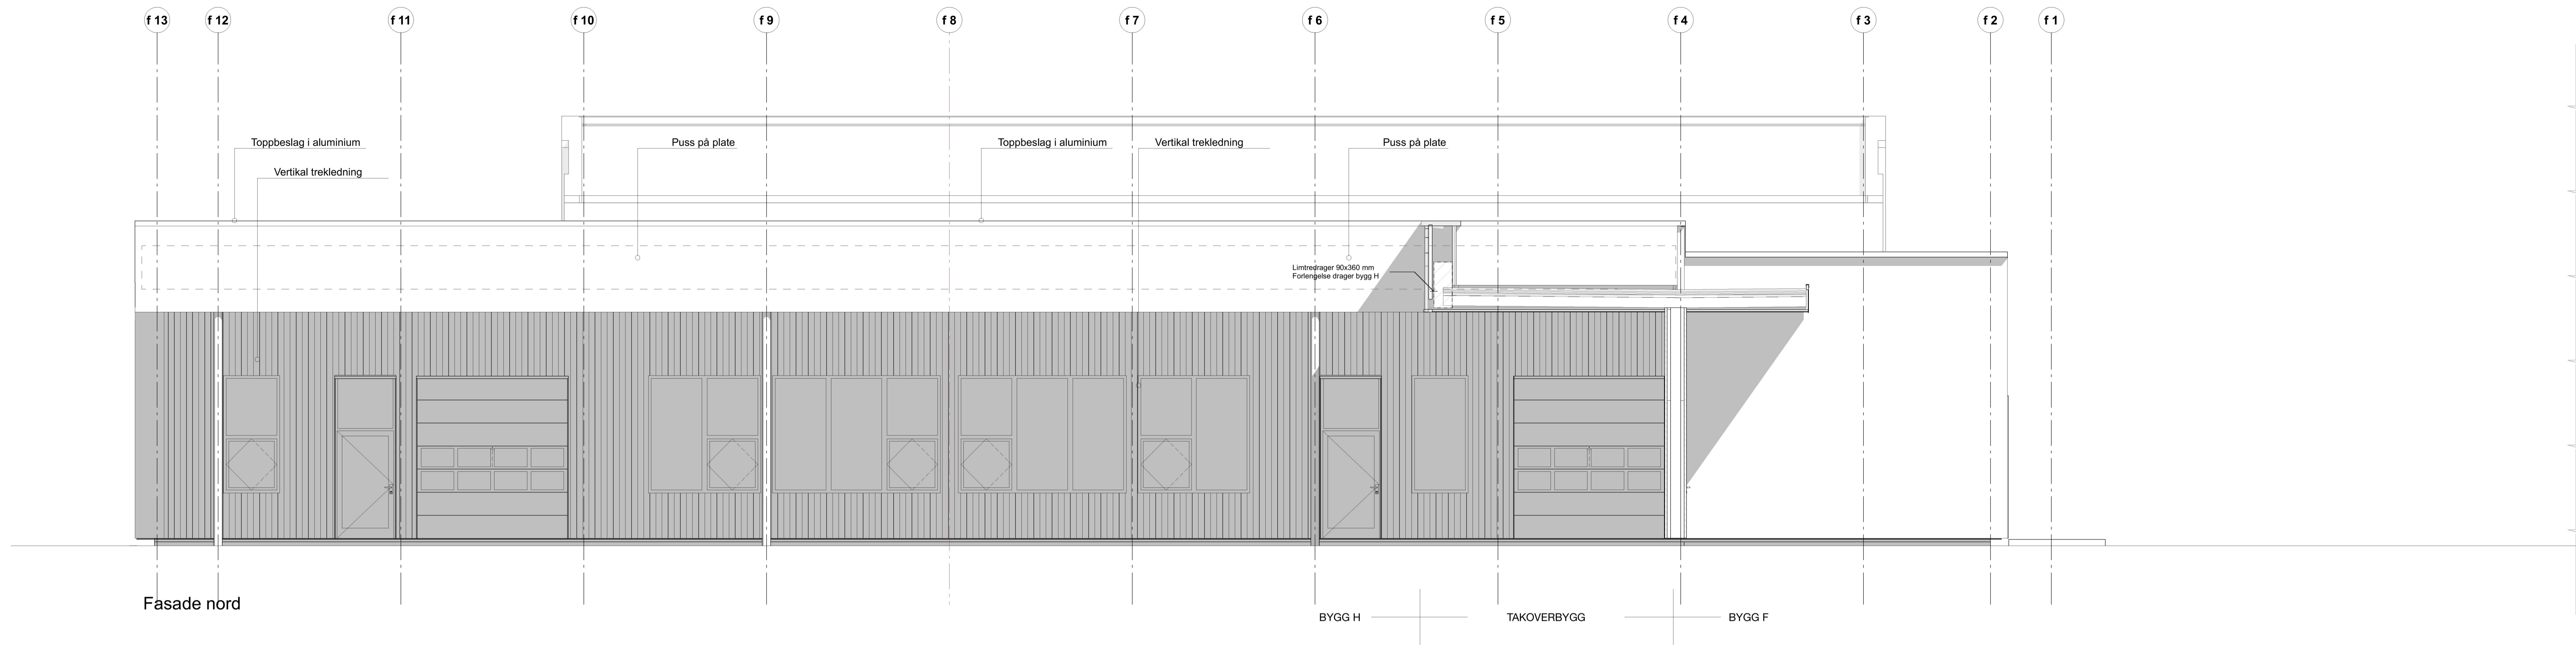 f 13 f 12 f 11 f 10 f 9 f 8 f 7 f 6 f 5 f 4 f 3 f 2 f 1
Toppbeslag i aluminium
Puss på plate
Toppbeslag i aluminium
Vertikal trekledning
Puss på plate
Vertikal trekledning
Limtredrager 90x360 mm
Forlengelse drager bygg H
Fasade nord
BYGG H
TAKOVERBYGG
BYGG F